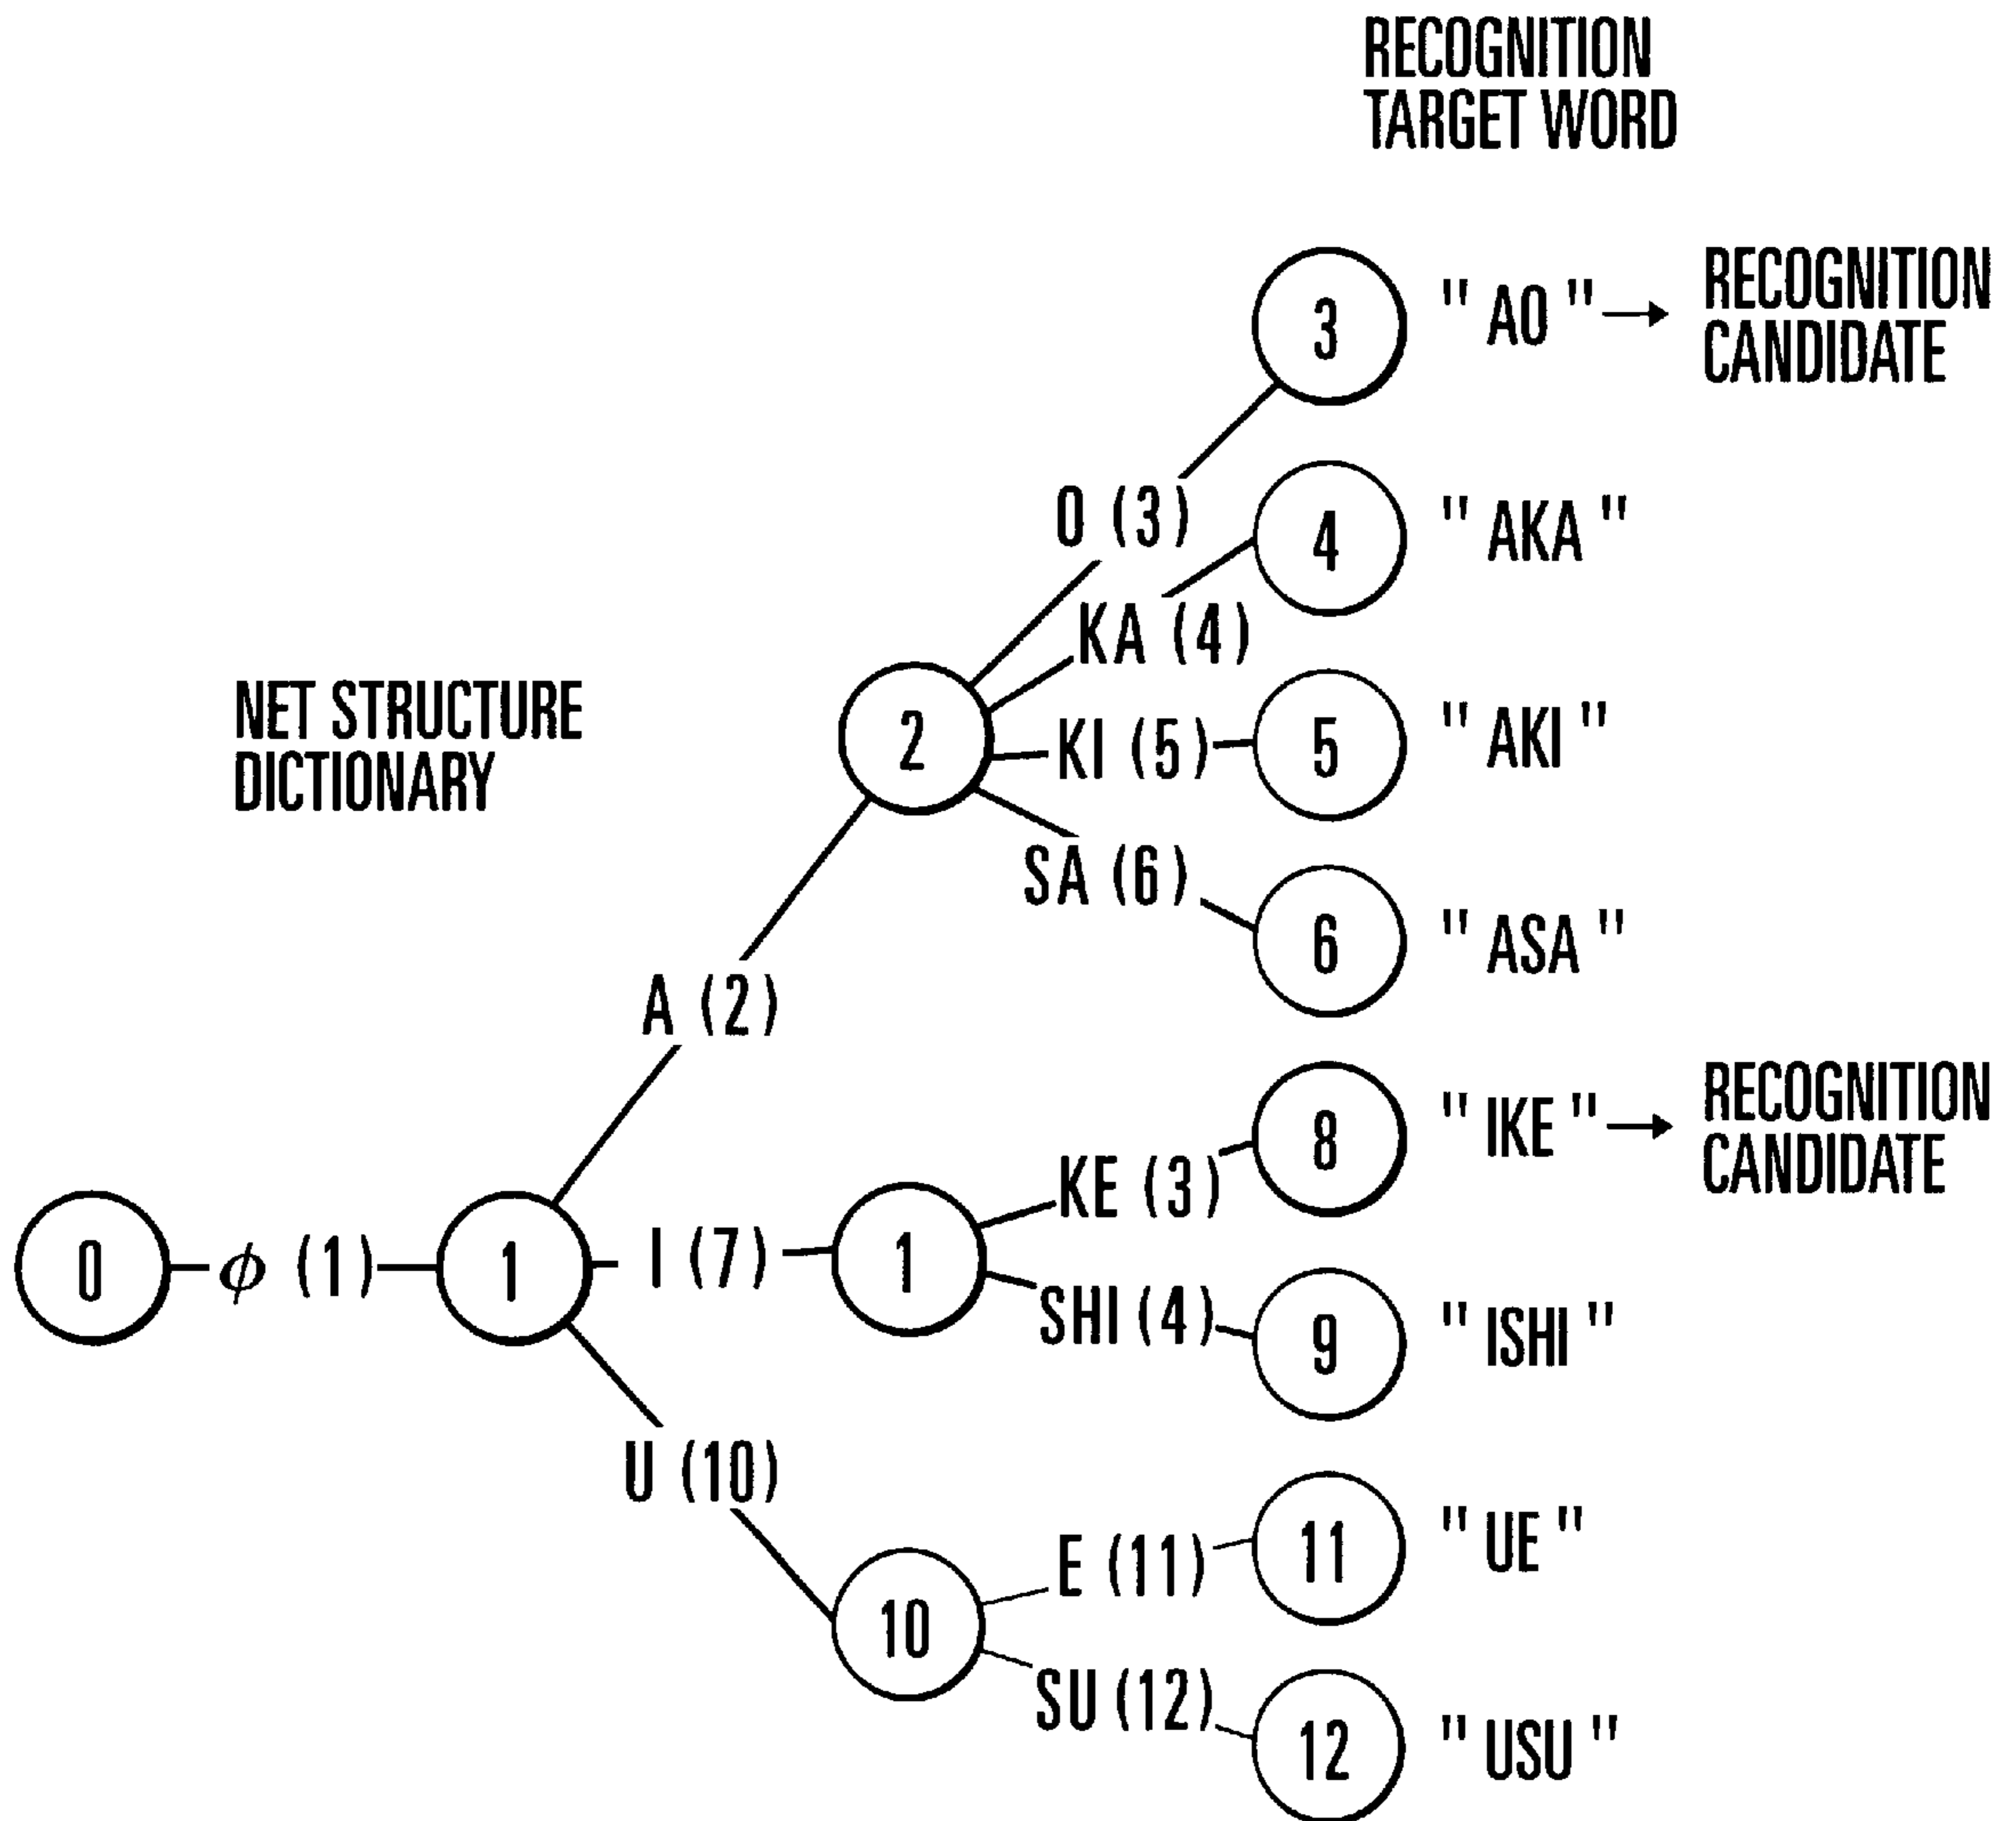 RECOGNITION
TARGET WORD
3 " AO " → RECOGNITION
CANDIDATE
O (3)
4 " AKA "
KA (4)
NET STRUCTURE
DICTIONARY
2 KI (5) 5 " AKI "
SA (6)
6 " ASA "
A (2)
8 " IKE " → RECOGNITION
CANDIDATE
KE (3)
0 ϕ (1) 1 I (7) 1
SHI (4) 9 " ISHI "
U (10)
E (11) 11 " UE "
10
SU (12) 12 " USU "